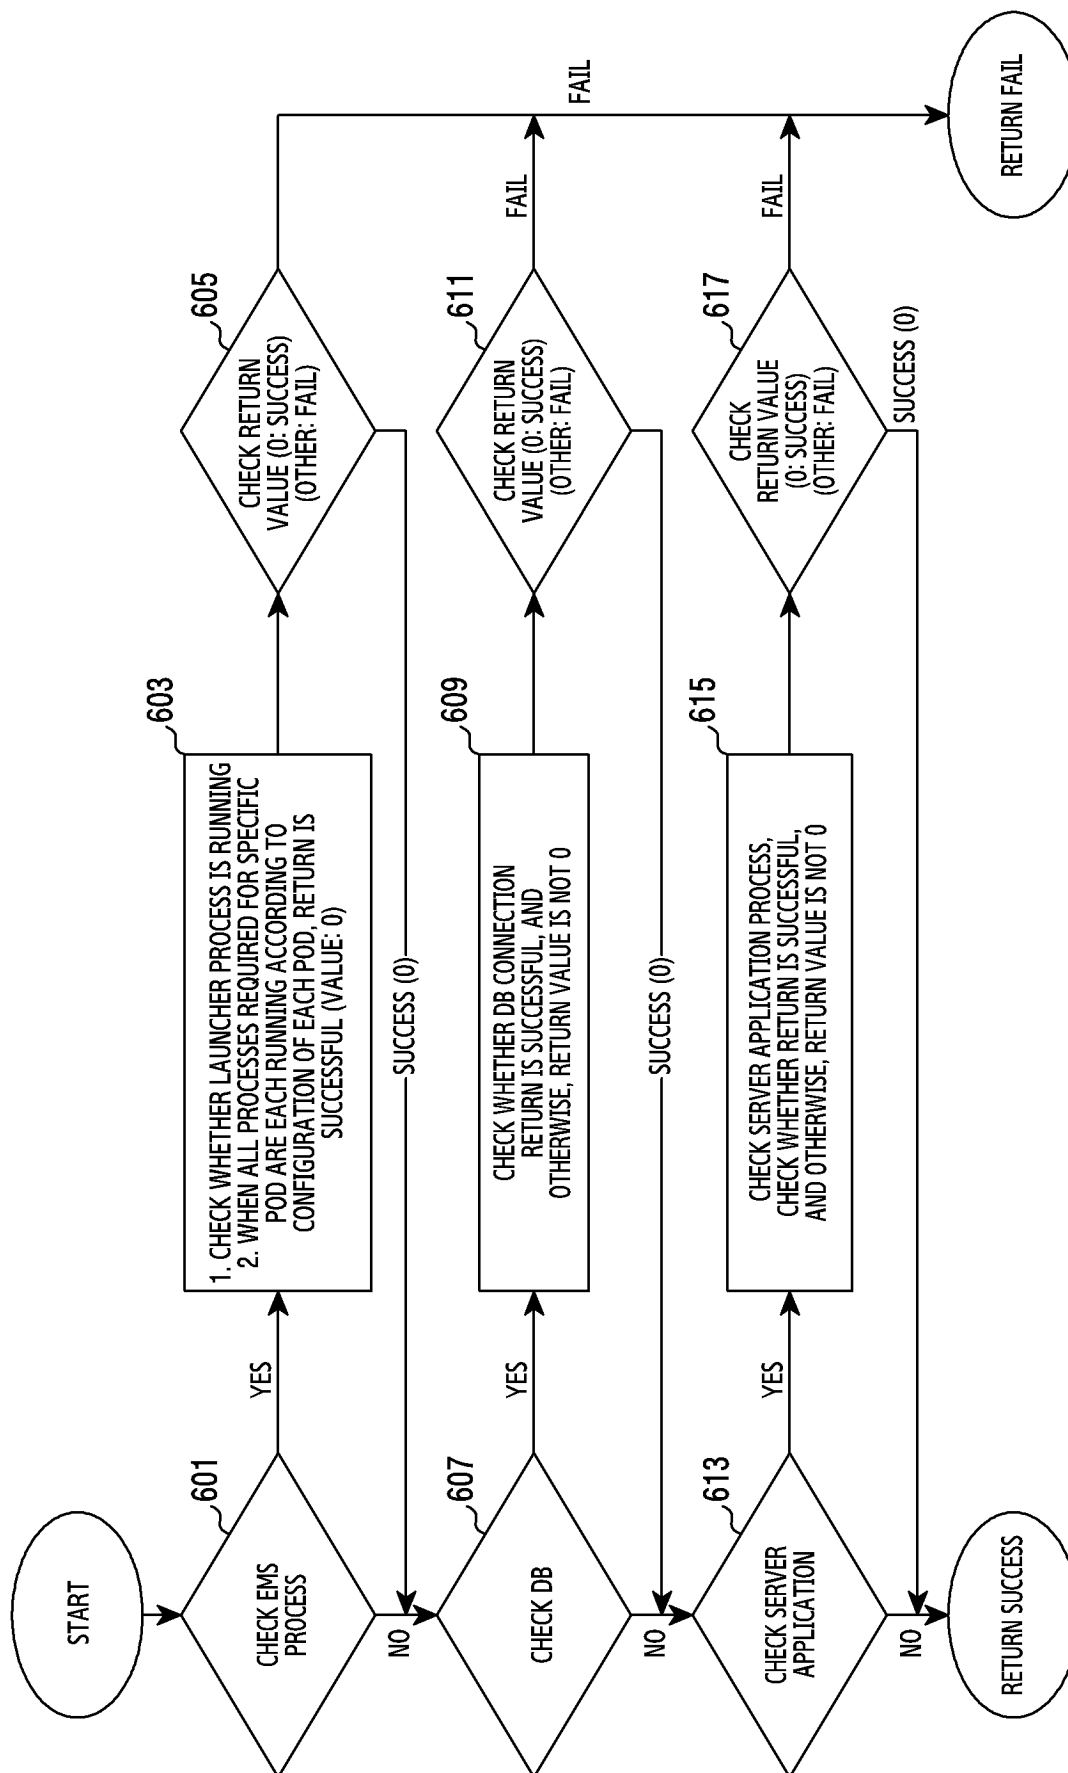 START
601
CHECK EMS
PROCESS
YES
NO
603
1. CHECK WHETHER LAUNCHER PROCESS IS RUNNING
2. WHEN ALL PROCESSES REQUIRED FOR SPECIFIC
POD ARE EACH RUNNING ACCORDING TO
CONFIGURATION OF EACH POD, RETURN IS
SUCCESSFUL (VALUE: 0)
605
CHECK RETURN
VALUE (0: SUCCESS)
(OTHER: FAIL)
SUCCESS (0)
FAIL
607
CHECK DB
YES
NO
609
CHECK WHETHER DB CONNECTION
RETURN IS SUCCESSFUL, AND
OTHERWISE, RETURN VALUE IS NOT 0
611
CHECK RETURN
VALUE (0: SUCCESS)
(OTHER: FAIL)
FAIL
SUCCESS (0)
613
CHECK SERVER
APPLICATION
YES
NO
615
CHECK SERVER APPLICATION PROCESS,
CHECK WHETHER RETURN IS SUCCESSFUL,
AND OTHERWISE, RETURN VALUE IS NOT 0
617
CHECK
RETURN VALUE
(0: SUCCESS)
(OTHER: FAIL)
FAIL
SUCCESS (0)
RETURN SUCCESS
RETURN FAIL